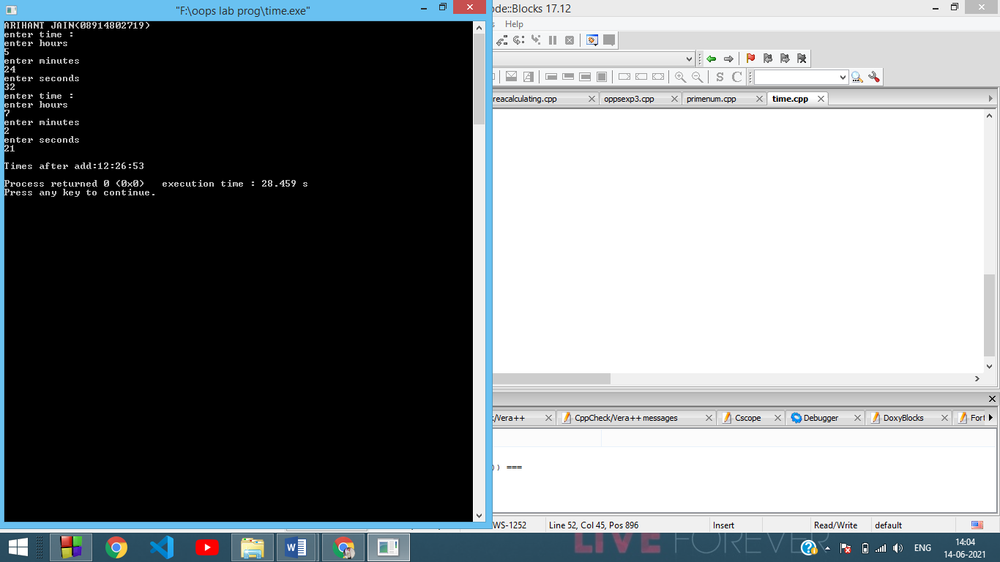 "F:\oops lab prog\time.exe"
ARIHANT JAIN(08914802719)
enter time :
enter hours
5
enter minutes
24
enter seconds
32
enter time :
enter hours
7
enter minutes
2
enter seconds
21
Times after add:12:26:53
Process returned 0 (0x0)   execution time : 28.459 s
Press any key to continue.
ode::Blocks 17.12
s Help
S C
reacalculating.cpp oppsexp3.cpp primenum.cpp time.cpp
/Vera++ CppCheck/Vera++ messages Cscope Debugger DoxyBlocks Fort
)) ===
WS-1252 Line 52, Col 45, Pos 896 Insert Read/Write default
LIVE FOREVER
ENG
14:04
14-06-2021